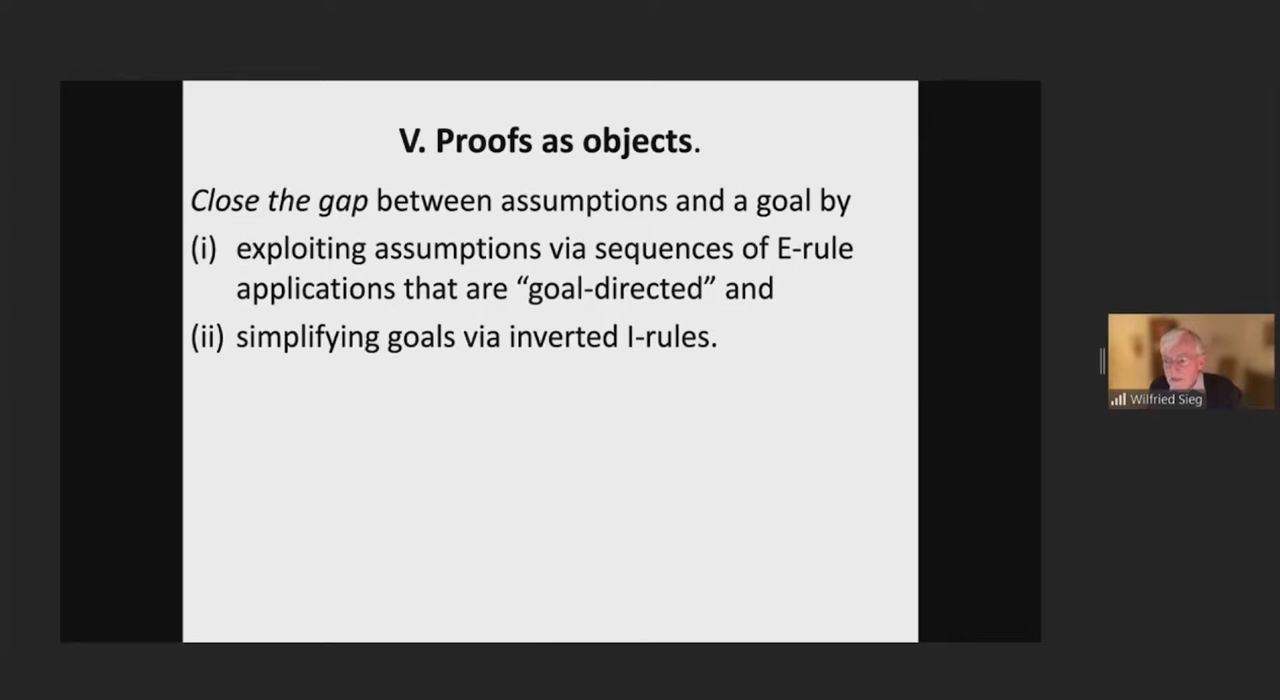 V. Proofs as objects.
Close the gap between assumptions and a goal by
(i) exploiting assumptions via sequences of E-rule
applications that are “goal-directed” and
(ii) simplifying goals via inverted I-rules.
Wilfried Sieg